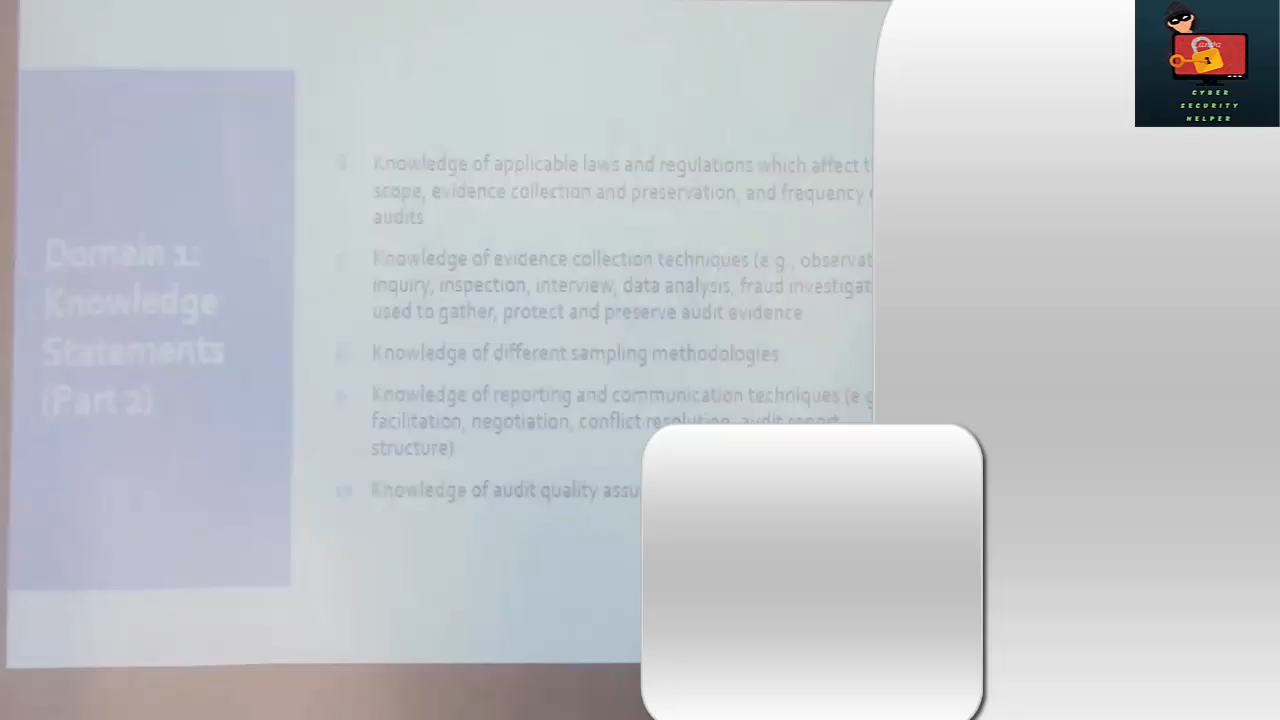 Domain 1:
Knowledge
Statements
(Part 2)
Knowledge of applicable laws and regulations which affect
scope, evidence collection and preservation, and frequency
audits
Knowledge of evidence collection techniques (e.g., observat
inquiry, inspection, interview, data analysis, fraud investigat
used to gather, protect and preserve audit evidence
Knowledge of different sampling methodologies
Knowledge of reporting and communication techniques (e.g
facilitation, negotiation, conflict resolution, audit report
structure)
Knowledge of audit quality assu
CYBER
SECURITY
HELPER